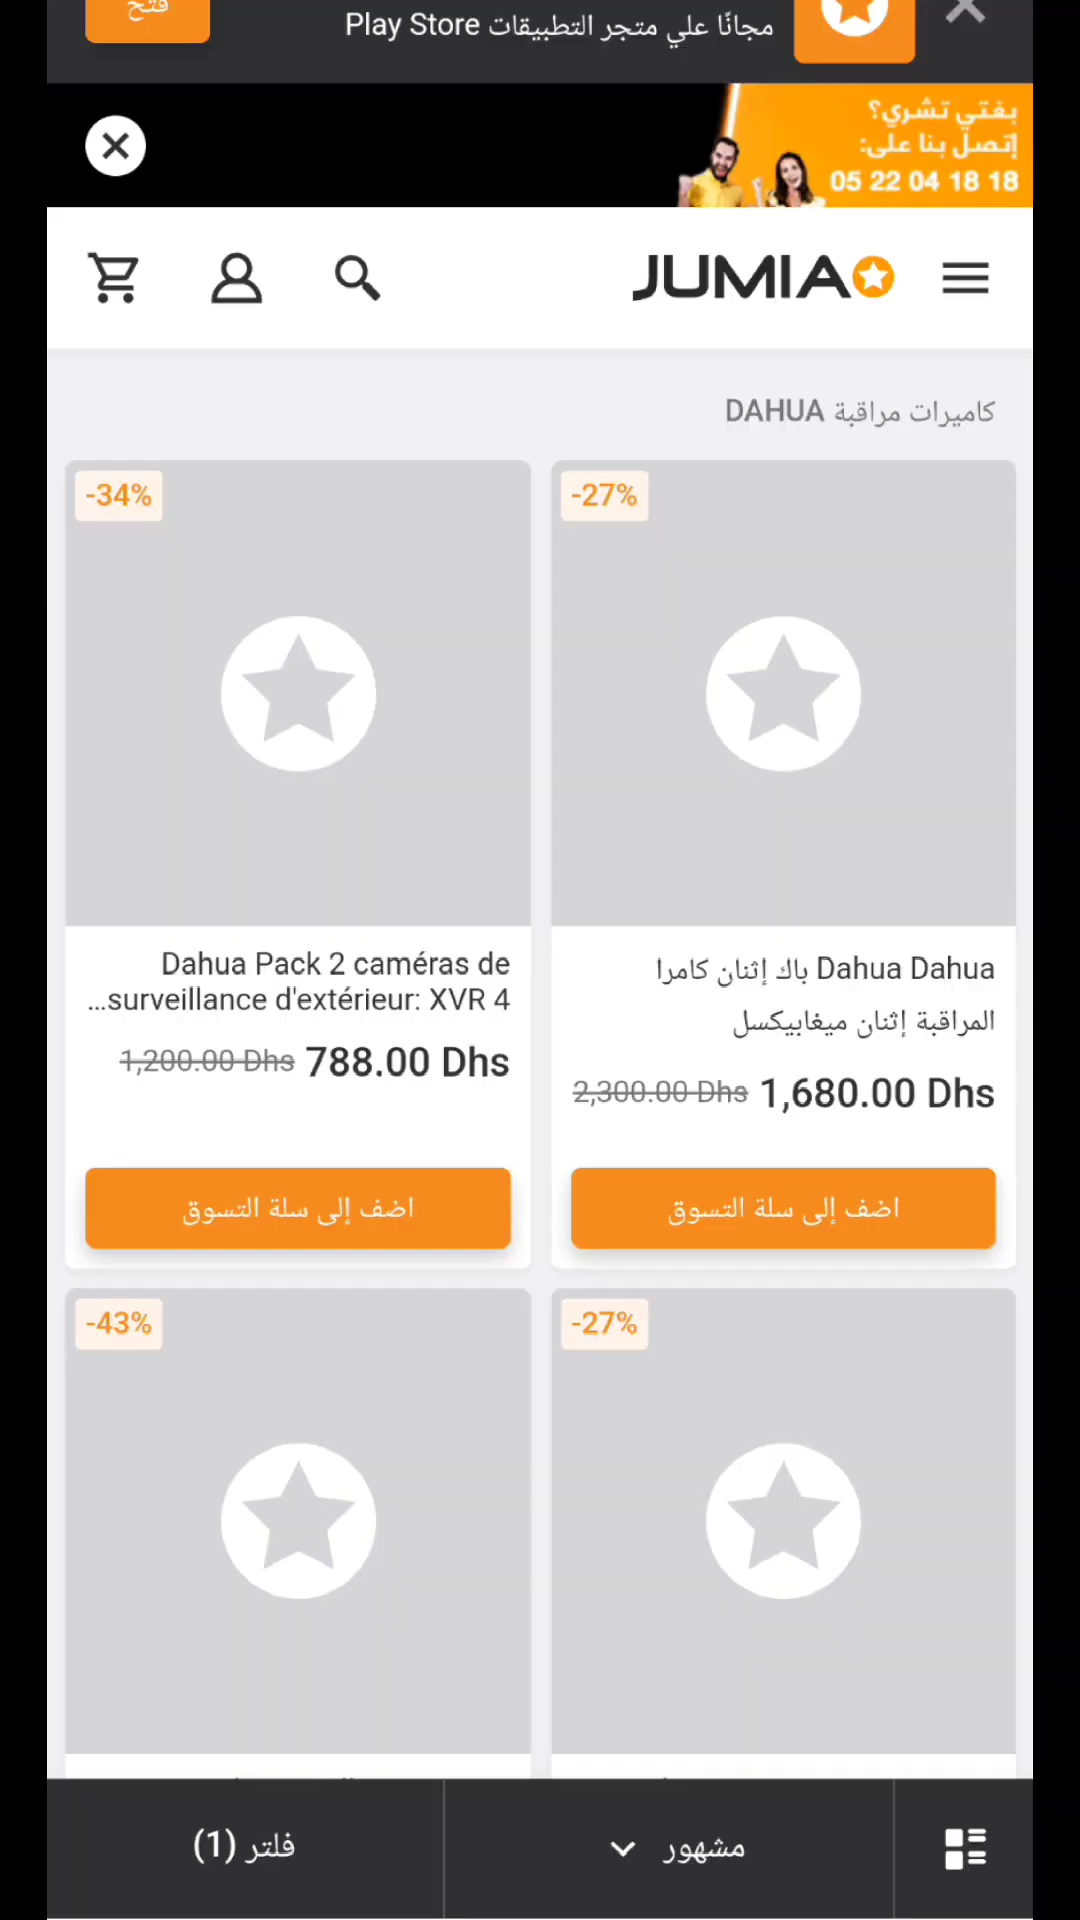 فتح
مجانًا علي متجر التطبيقات Play Store
بغتي تشري؟
إتصل بنا على:
05 22 04 18 18
JUMIA
كاميرات مراقبة DAHUA
-27%
Dahua Dahua باك إثنان كامرا
المراقبة إثنان ميغابيكسل
1,680.00 Dhs 2,300.00 Dhs
اضف إلى سلة التسوق
-34%
Dahua Pack 2 caméras de
surveillance d'extérieur: XVR 4...
788.00 Dhs 1,200.00 Dhs
اضف إلى سلة التسوق
-27%
-43%
مشهور
فلتر (1)